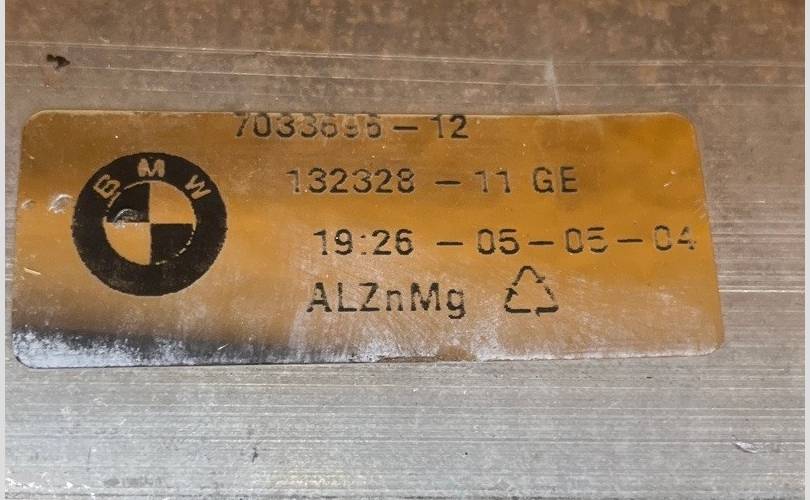 7033696-12
BMW
132328 - 11 GE
19:26 - 05-05-04
ALZnMg